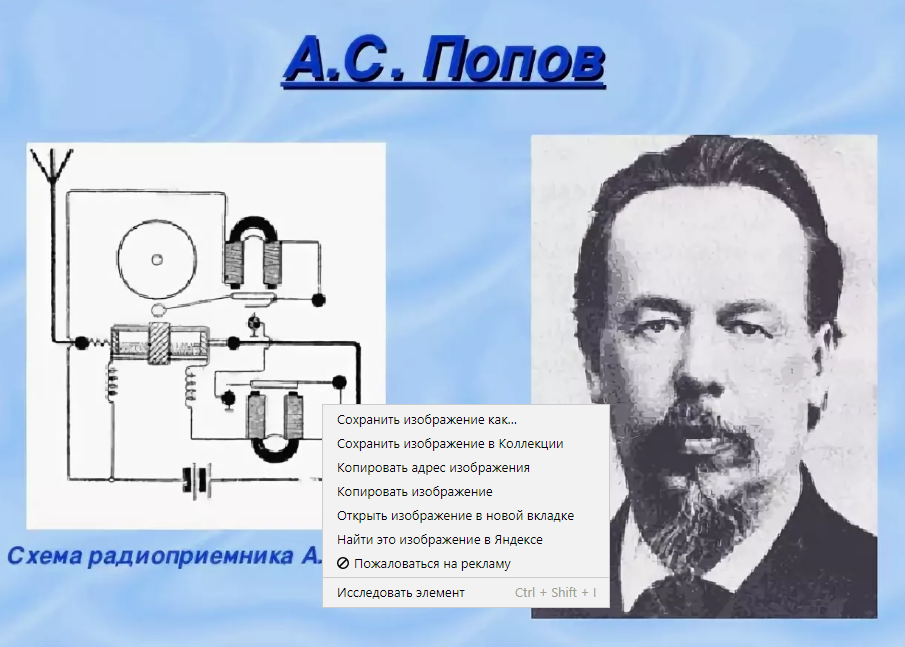 А.С. Попов
Схема радиоприемника А.
Сохранить изображение как...
Сохранить изображение в Коллекции
Копировать адрес изображения
Копировать изображение
Открыть изображение в новой вкладке
Найти это изображение в Яндексе
Пожаловаться на рекламу
Исследовать элемент Ctrl + Shift + I